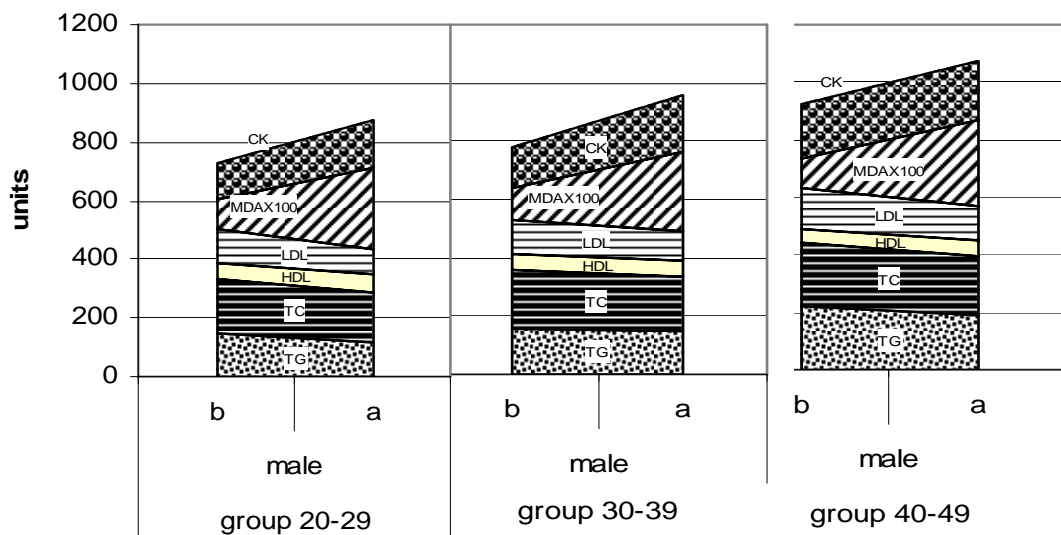 1200
1000
800
600
400
200
0
units
CK
MDAX100
LDL
HDL
TC
TG
b
a
male
group 20-29
CK
MDAX100
LDL
HDL
TC
TG
b
a
male
group 30-39
CK
MDAX100
LDL
HDL
TC
TG
b
a
male
group 40-49